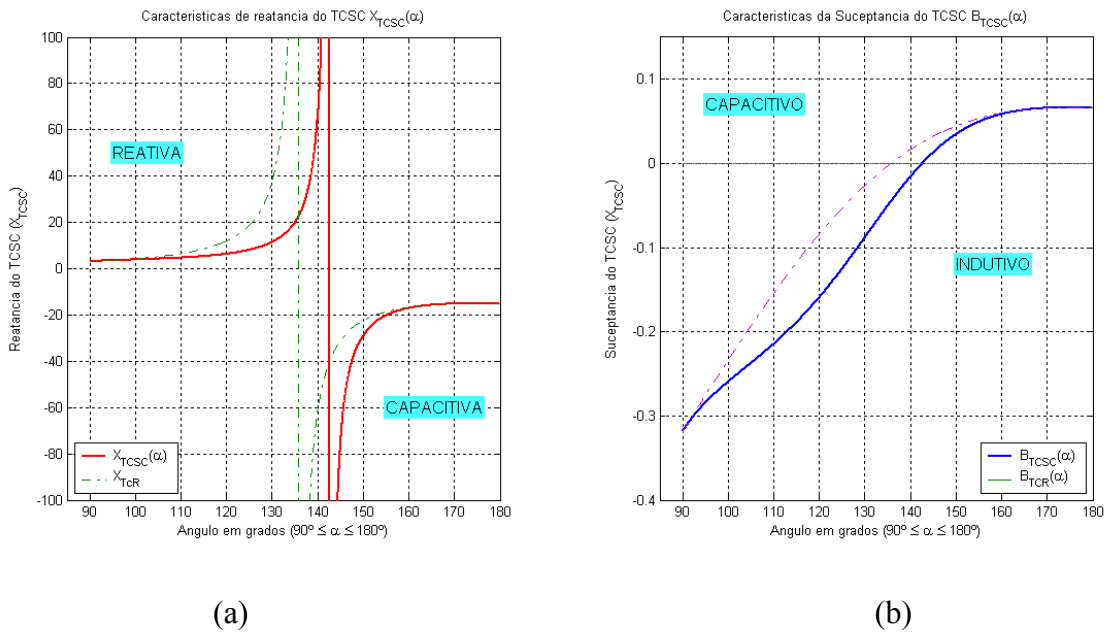 Caracteristicas de reatancia do TCSC X_TCSC(α)
100
80
60
40
20
0
-20
-40
-60
-80
-100
Reatancia do TCSC (X_TCSC)
REATIVA
CAPACITIVA
X_TCSC(α)
X_TcR
90 100 110 120 130 140 150 160 170 180
Angulo em grados (90º ≤ α ≤ 180º)
(a)
Caracteristicas da Suceptancia do TCSC B_TCSC(α)
0.1
0
-0.1
-0.2
-0.3
-0.4
Suceptancia do TCSC (X_TCSC)
CAPACITIVO
INDUTIVO
B_TCSC(α)
B_TCR(α)
90 100 110 120 130 140 150 160 170 180
Angulo em grados (90º ≤ α ≤ 180º)
(b)